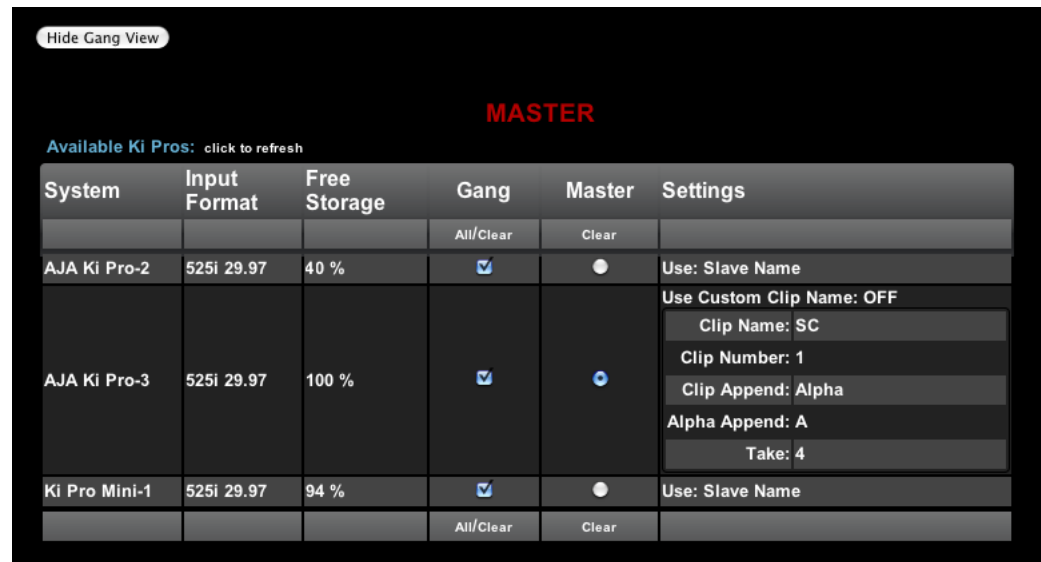 Hide Gang View
MASTER
Available Ki Pros: click to refresh
System Input Format Free Storage Gang Master Settings
All/Clear Clear
AJA Ki Pro-2 525i 29.97 40 % Use: Slave Name
AJA Ki Pro-3 525i 29.97 100 % Use Custom Clip Name: OFF
Clip Name: SC
Clip Number: 1
Clip Append: Alpha
Alpha Append: A
Take: 4
Ki Pro Mini-1 525i 29.97 94 % Use: Slave Name
All/Clear Clear